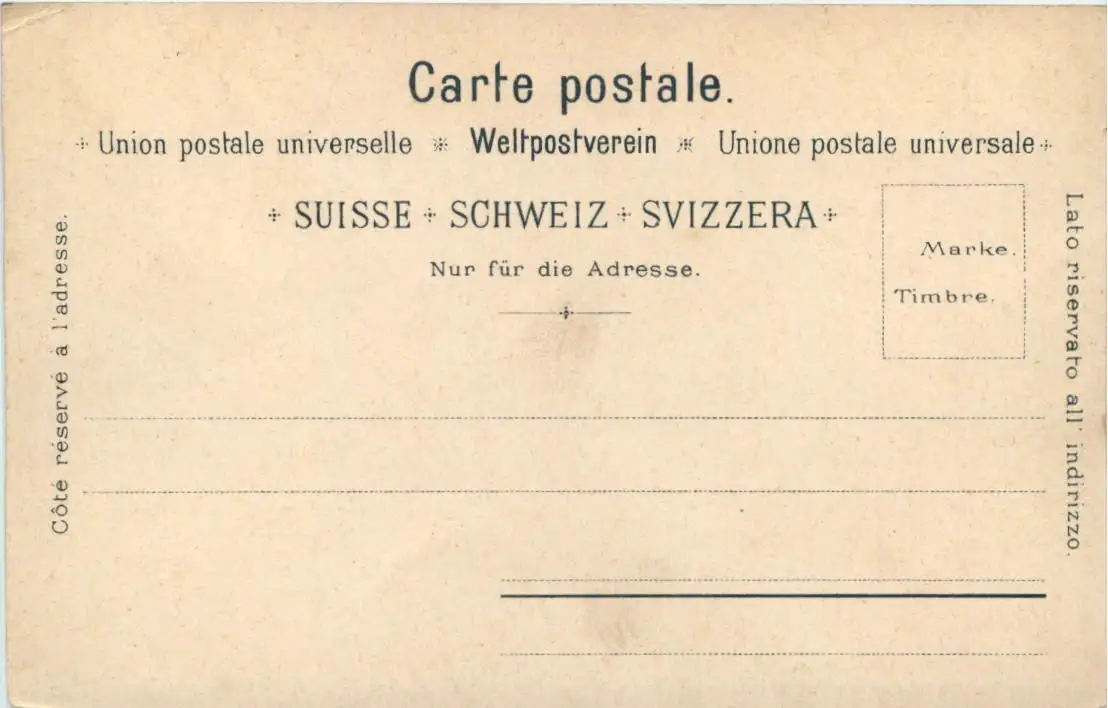 Carte postale.
Union postale universelle Weltpostverein Unione postale universale
SUISSE SCHWEIZ SVIZZERA
Nur für die Adresse.
Marke.
Timbre.
Côté réservé à l'adresse.
Lato riservato all' indirizzo.